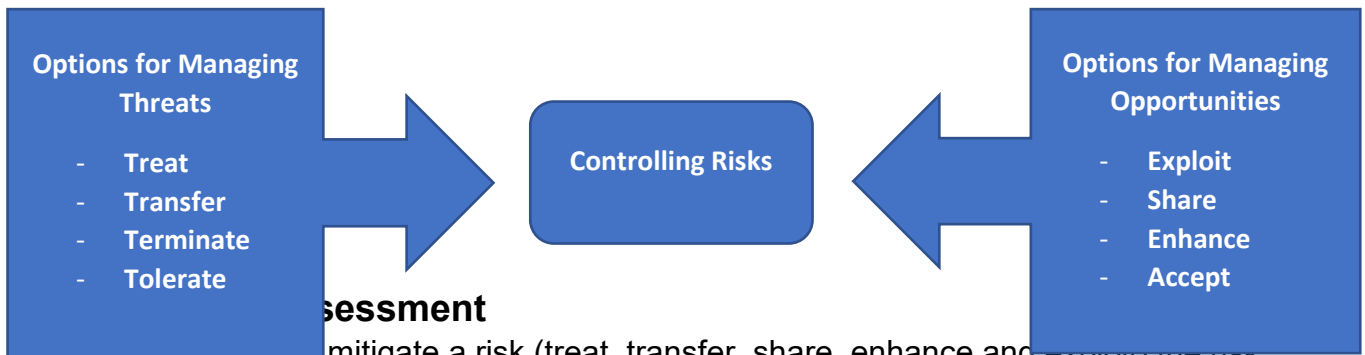 Options for Managing
Threats
- Treat
- Transfer
- Terminate
- Tolerate
Controlling Risks
Options for Managing
Opportunities
- Exploit
- Share
- Enhance
- Accept
sessment
mitigate a risk (treat, transfer, share, enhance and